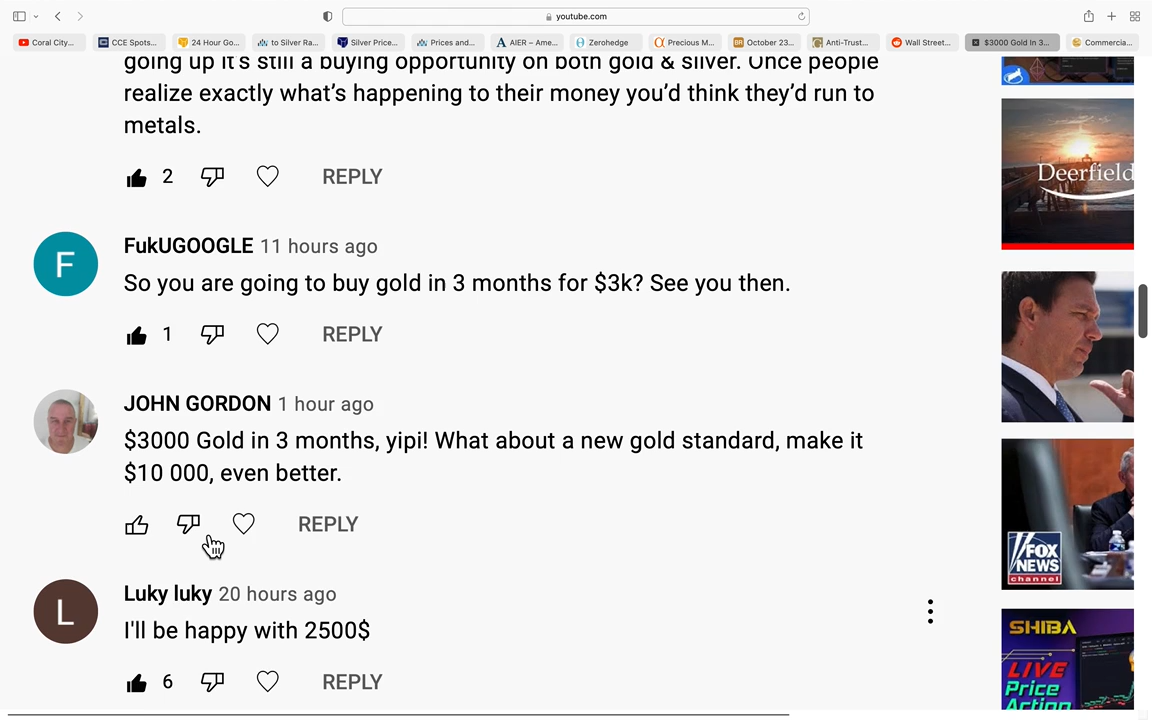 youtube.com
Coral City...
CCE Spots...
24 Hour Go...
to Silver Ra...
Silver Price...
Prices and...
AIER – Ame...
Zerohedge
Precious M...
October 23...
Anti-Trust...
Wall Street...
$3000 Gold In 3...
Commercia...
going up it's still a buying opportunity on both gold & silver. Once people
realize exactly what's happening to their money you'd think they'd run to
metals.
2 REPLY
F
FukUGOOGLE 11 hours ago
So you are going to buy gold in 3 months for $3k? See you then.
1 REPLY
JOHN GORDON 1 hour ago
$3000 Gold in 3 months, yipi! What about a new gold standard, make it
$10 000, even better.
REPLY
L
Luky luky 20 hours ago
I'll be happy with 2500$
6 REPLY
Deerfield
FOX
NEWS
channel
SHIBA
LIVE
Price
Action